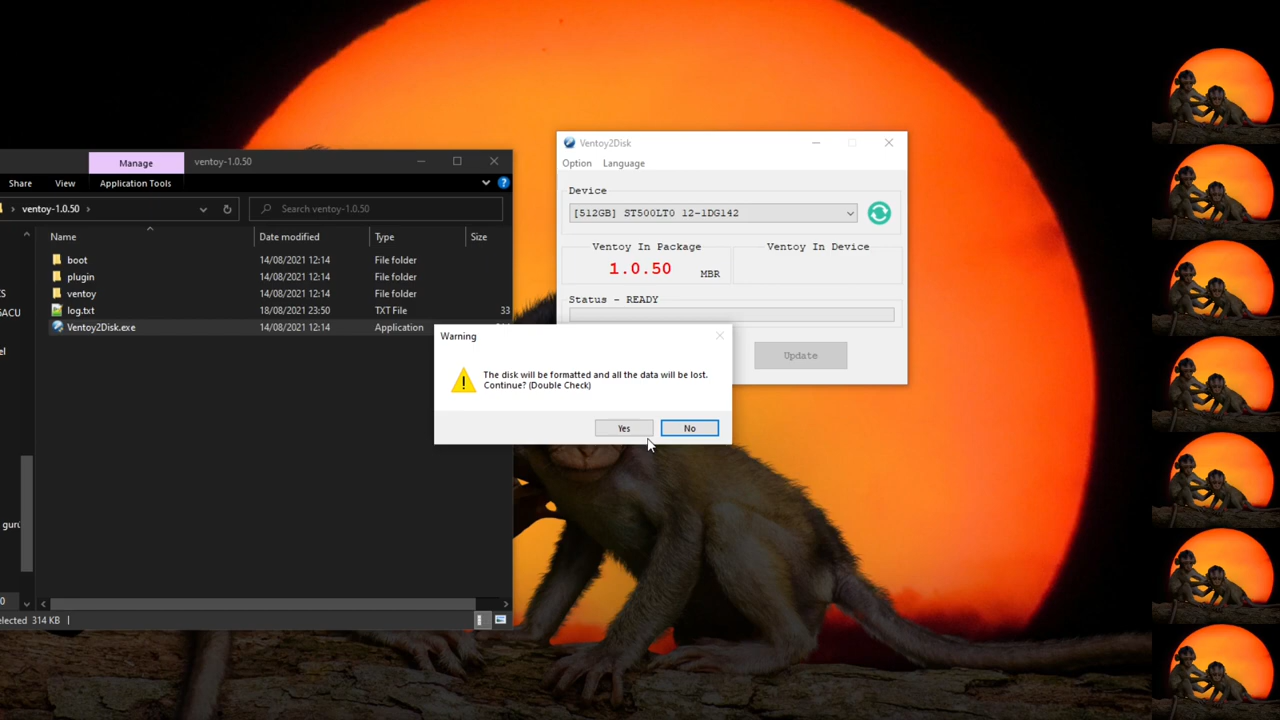 Manage
ventoy-1.0.50
Share
View
Application Tools
ventoy-1.0.50
Search ventoy-1.0.50
Name
Date modified
Type
Size
boot
14/08/2021 12:14
File folder
plugin
14/08/2021 12:14
File folder
ventoy
14/08/2021 12:14
File folder
log.txt
18/08/2021 23:50
TXT File
33
Ventoy2Disk.exe
14/08/2021 12:14
Application
elected 314 KB
Ventoy2Disk
Option
Language
Device
[512GB] ST500LT0 12-1DG142
Ventoy In Package
Ventoy In Device
1.0.50
MBR
Status - READY
Update
Warning
The disk will be formatted and all the data will be lost.
Continue? (Double Check)
Yes
No